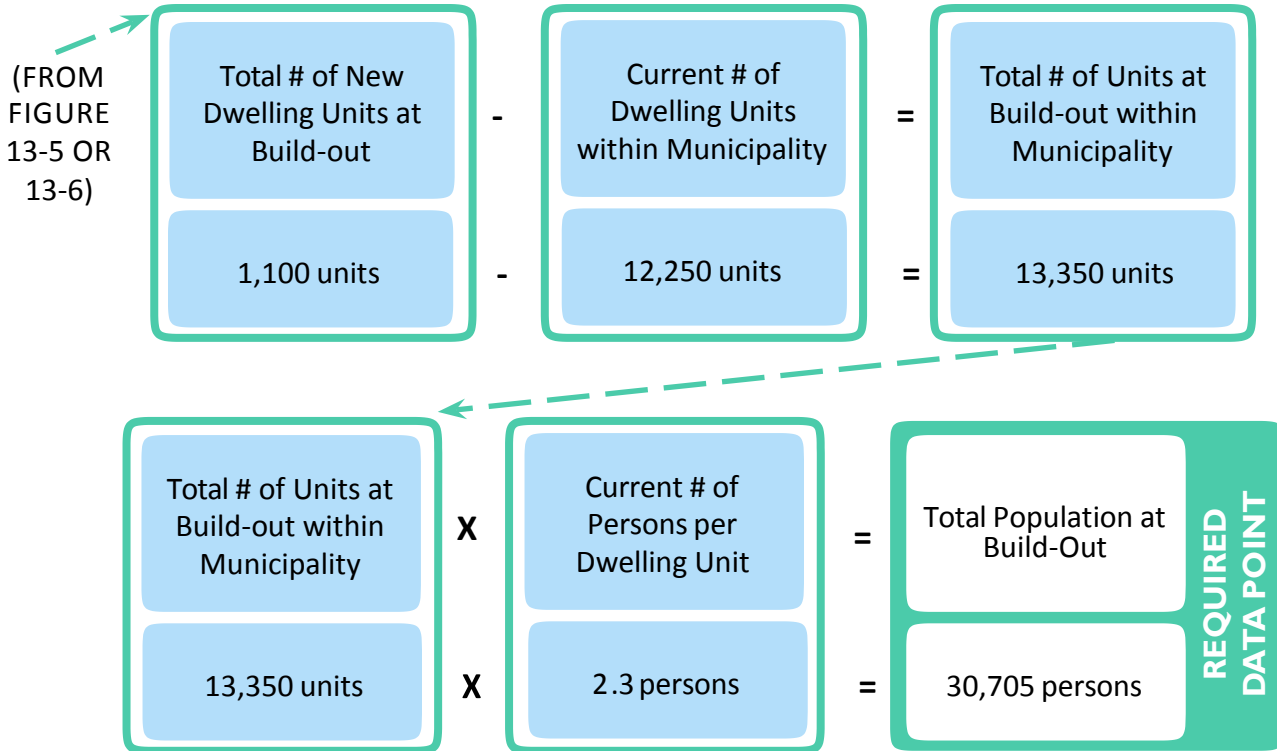 (FROM
FIGURE
13-5 OR
13-6)
Total # of New
Dwelling Units at
Build-out
-
Current # of
Dwelling Units
within Municipality
=
Total # of Units at
Build-out within
Municipality
1,100 units
-
12,250 units
=
13,350 units
Total # of Units at
Build-out within
Municipality
X
Current # of
Persons per
Dwelling Unit
=
Total Population at
Build-Out
13,350 units
X
2.3 persons
=
30,705 persons
REQUIRED
DATA POINT